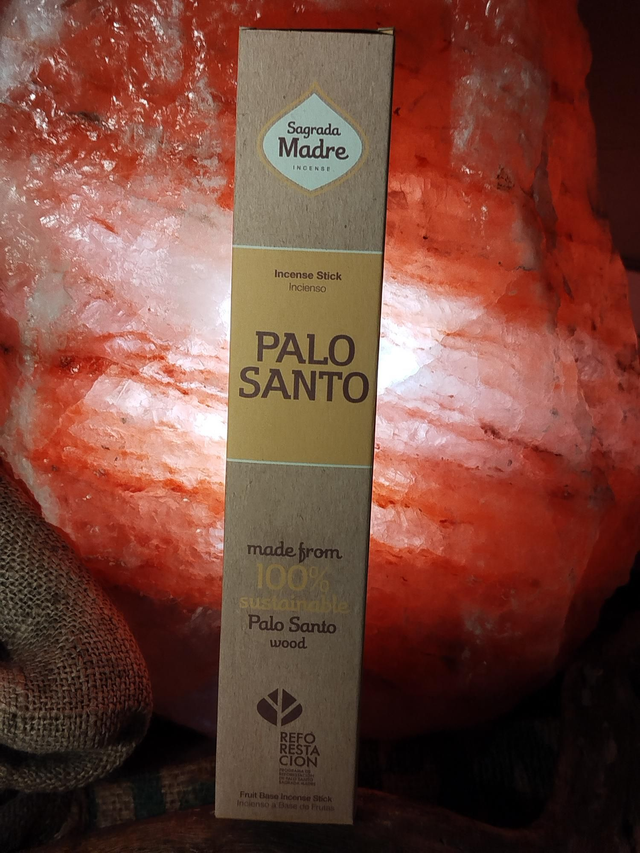 Sagrada
Madre
INCENSE
Incense Stick
Incienso
PALO
SANTO
made from
100%
sustainable
Palo Santo
wood
REFO
RESTA
CION
Fruit Base Incense Stick
Incienso a Base de Frutas